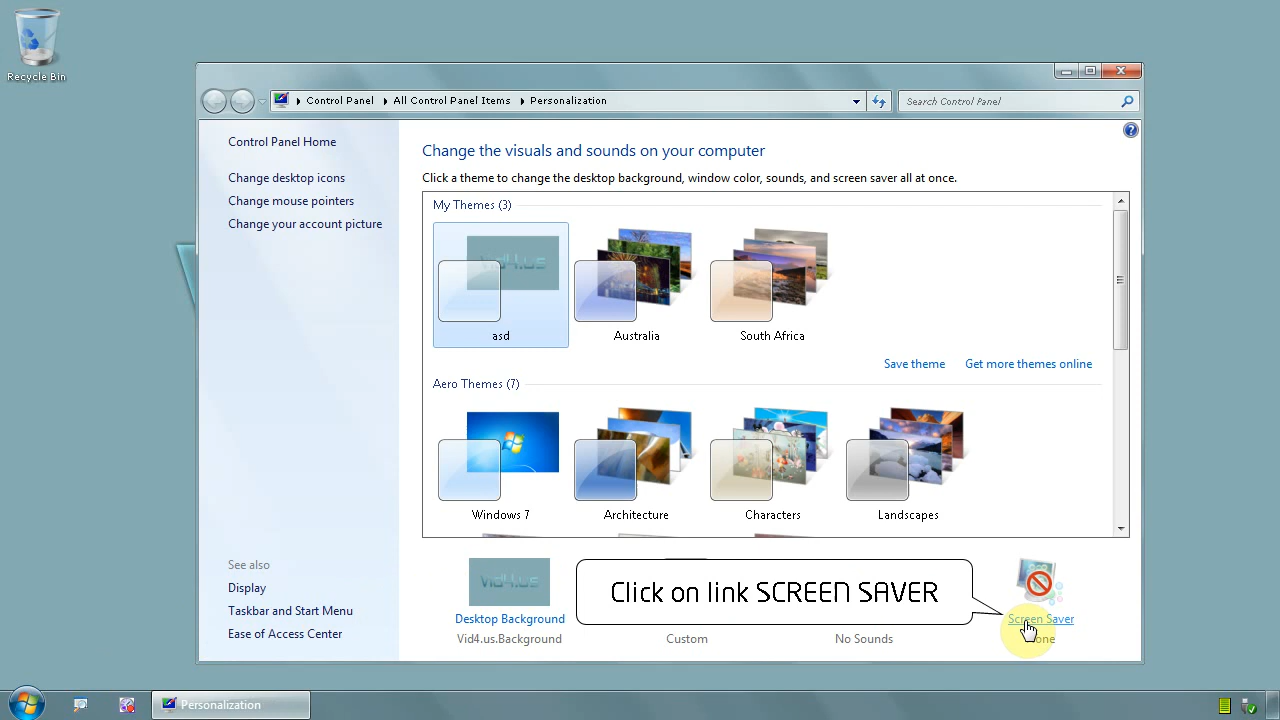 Recycle Bin
Control Panel
All Control Panel Items
Personalization
Search Control Panel
Control Panel Home
Change desktop icons
Change mouse pointers
Change your account picture
Change the visuals and sounds on your computer
Click a theme to change the desktop background, window color, sounds, and screen saver all at once.
My Themes (3)
Vid4.us
asd
Australia
South Africa
Save theme
Get more themes online
Aero Themes (7)
Windows 7
Architecture
Characters
Landscapes
See also
Display
Taskbar and Start Menu
Ease of Access Center
Vid4.us
Desktop Background
Vid4.us.Background
Click on link SCREEN SAVER
Custom
No Sounds
Screen Saver
Personalization